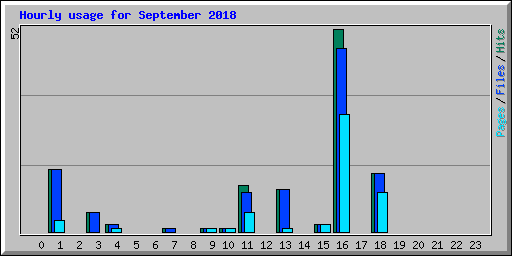 Hourly usage for September 2018
52
Pages/Files/Hits
0 1 2 3 4 5 6 7 8 9 10 11 12 13 14 15 16 17 18 19 20 21 22 23